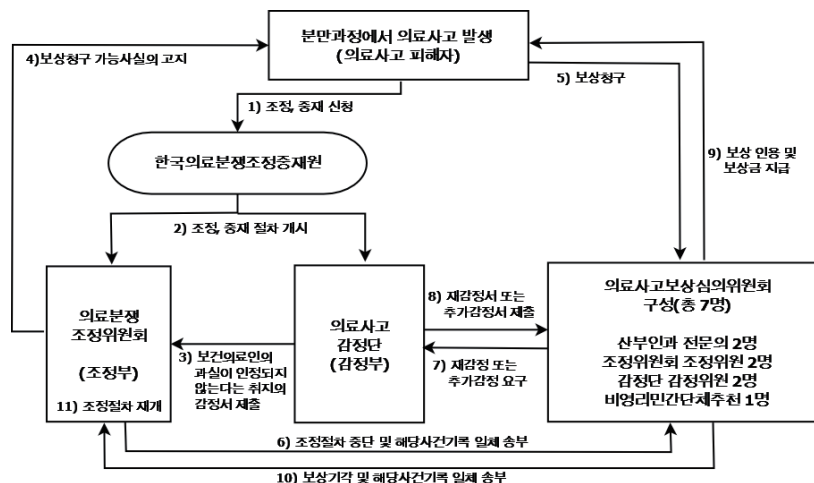 분만과정에서 의료사고 발생
(의료사고 피해자)
4)보상청구 가능사실의 고지
5) 보상청구
1) 조정, 중재 신청
한국의료분쟁조정중재원
9) 보상 인용 및
보상금 지급
2) 조정, 중재 절차 개시
의료분쟁
조정위원회
(조정부)
11) 조정절차 재개
3) 보건의료인의
과실이 인정되지
않는다는 취지의
감정서 제출
의료사고
감정단
(감정부)
8) 재감정서 또는
추가감정서 제출
7) 재감정 또는
추가감정 요구
의료사고보상심의위원회
구성(총 7명)
산부인과 전문의 2명
조정위원회 조정위원 2명
감정단 감정위원 2명
비영리민간단체추천 1명
6) 조정절차 중단 및 해당사건기록 일체 송부
10) 보상기각 및 해당사건기록 일체 송부